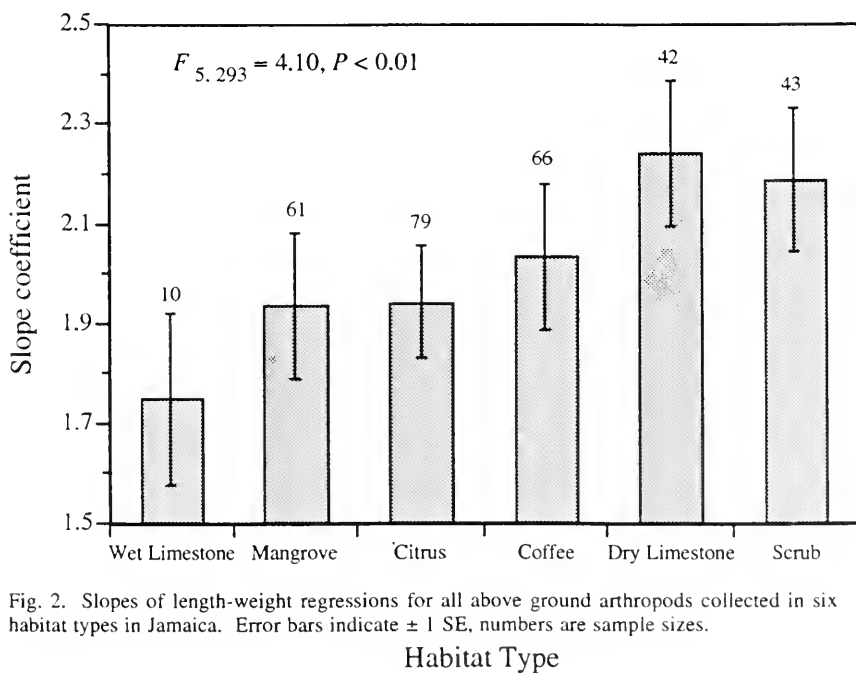 2.5
F 5. 293 = 4.10, P < 0.01
42
43
2.3
66
61
79
2.1
10
Slope coefficient
1.9
1.7
1.5
Wet Limestone Mangrove Citrus Coffee Dry Limestone Scrub
Fig. 2. Slopes of length-weight regressions for all above ground arthropods collected in six
habitat types in Jamaica. Error bars indicate ± 1 SE, numbers are sample sizes.
Habitat Type